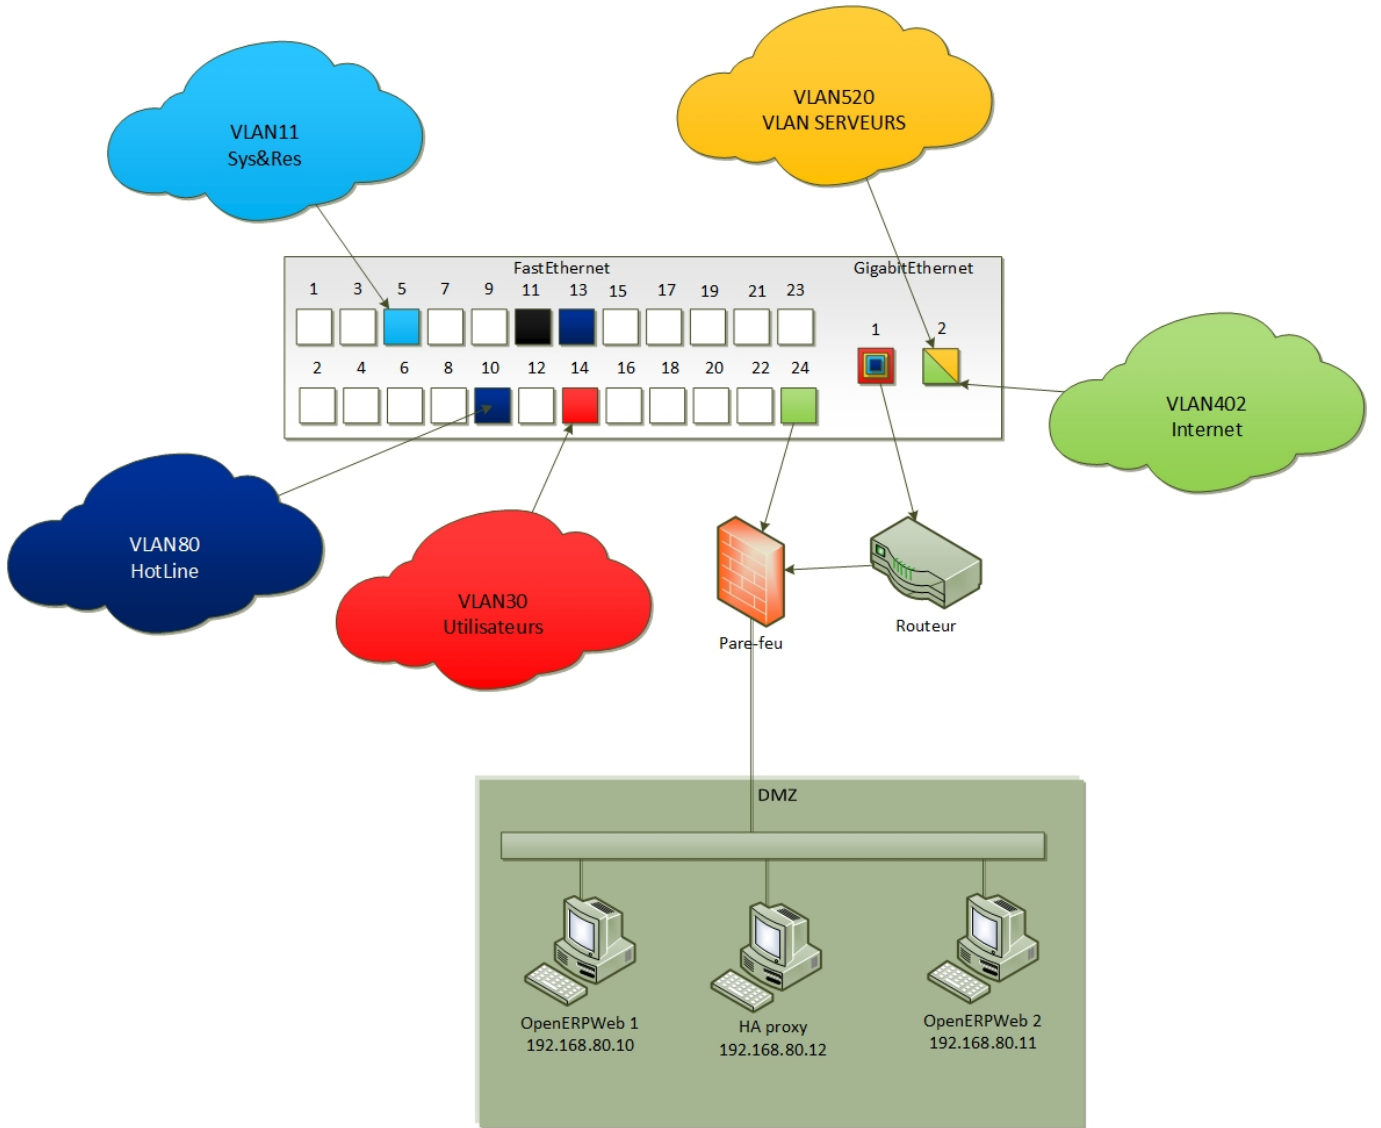 VLAN11
Sys&Res
VLAN520
VLAN SERVEURS
FastEthernet
GigabitEthernet
1 3 5 7 9 11 13 15 17 19 21 23
1 2
2 4 6 8 10 12 14 16 18 20 22 24
VLAN402
Internet
VLAN80
HotLine
VLAN30
Utilisateurs
Pare-feu
Routeur
DMZ
OpenERPWeb 1
192.168.80.10
HA proxy
192.168.80.12
OpenERPWeb 2
192.168.80.11